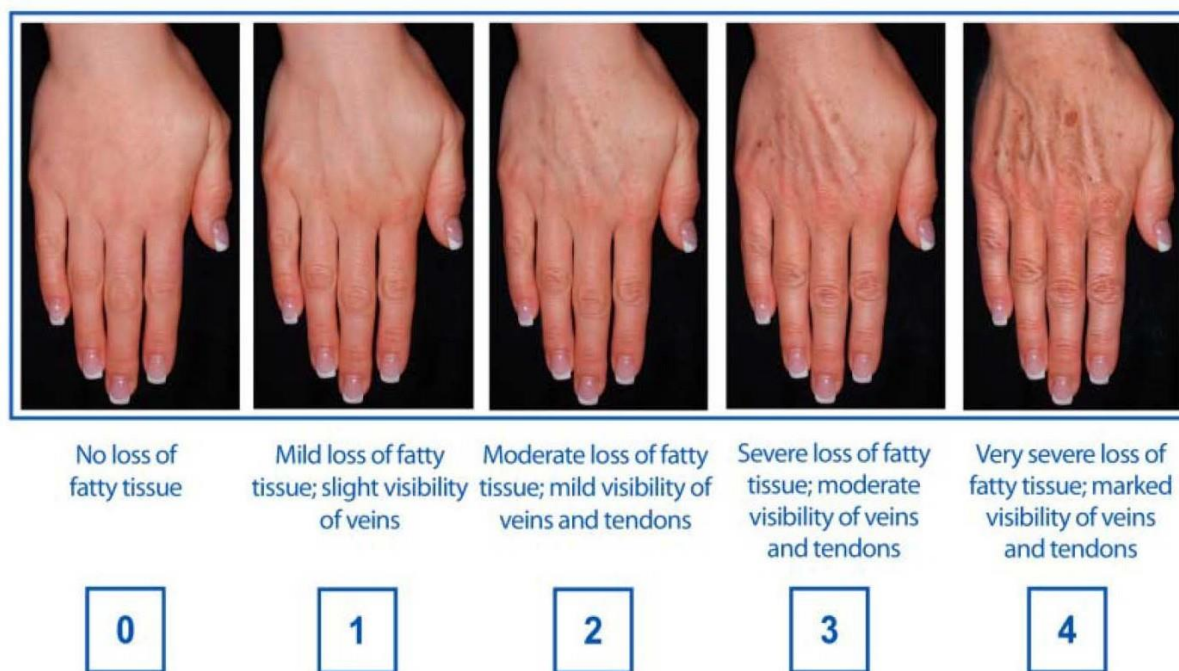 No loss of
fatty tissue
Mild loss of fatty
tissue; slight visibility
of veins
Moderate loss of fatty
tissue; mild visibility of
veins and tendons
Severe loss of fatty
tissue; moderate
visibility of veins
and tendons
Very severe loss of
fatty tissue; marked
visibility of veins
and tendons
0
1
2
3
4